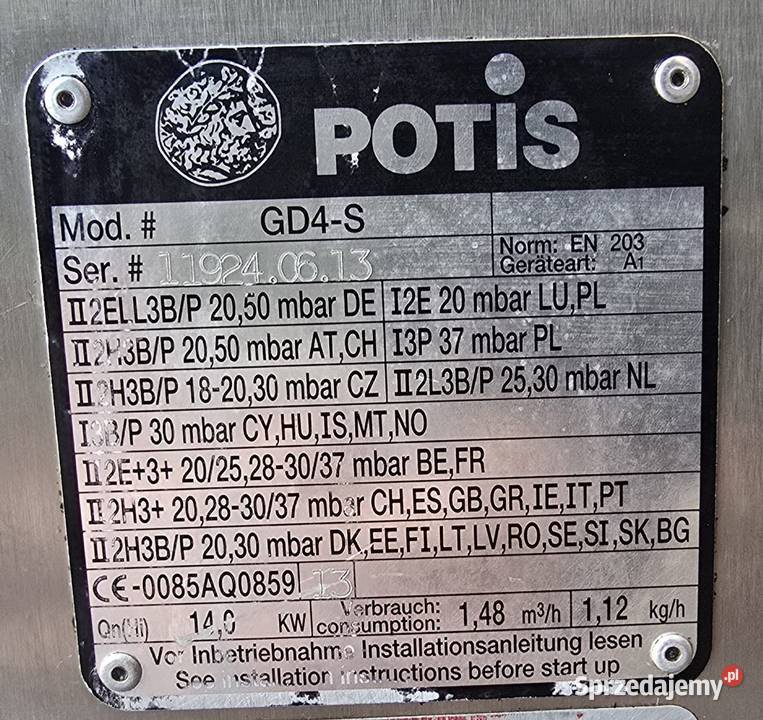 POTIS
Mod. # GD4-S
Ser. # 11924.06.13
Norm: EN 203
Geräteart: A1
II2ELL3B/P 20,50 mbar DE I2E 20 mbar LU,PL
II2H3B/P 20,50 mbar AT,CH I3P 37 mbar PL
II2H3B/P 18-20,30 mbar CZ II2L3B/P 25,30 mbar NL
I3B/P 30 mbar CY,HU,IS,MT,NO
II2E+3+ 20/25,28-30/37 mbar BE,FR
II2H3+ 20,28-30/37 mbar CH,ES,GB,GR,IE,IT,PT
II2H3B/P 20,30 mbar DK,EE,FI,LT,LV,RO,SE,SI,SK,BG
CE-0085AQ0859 13
Qn(Hi) 14,0 KW Verbrauch: consumption: 1,48 m³/h 1,12 kg/h
Vor Inbetriebnahme Installationsanleitung lesen
See installation instructions before start up
Sprzedajemy.pl